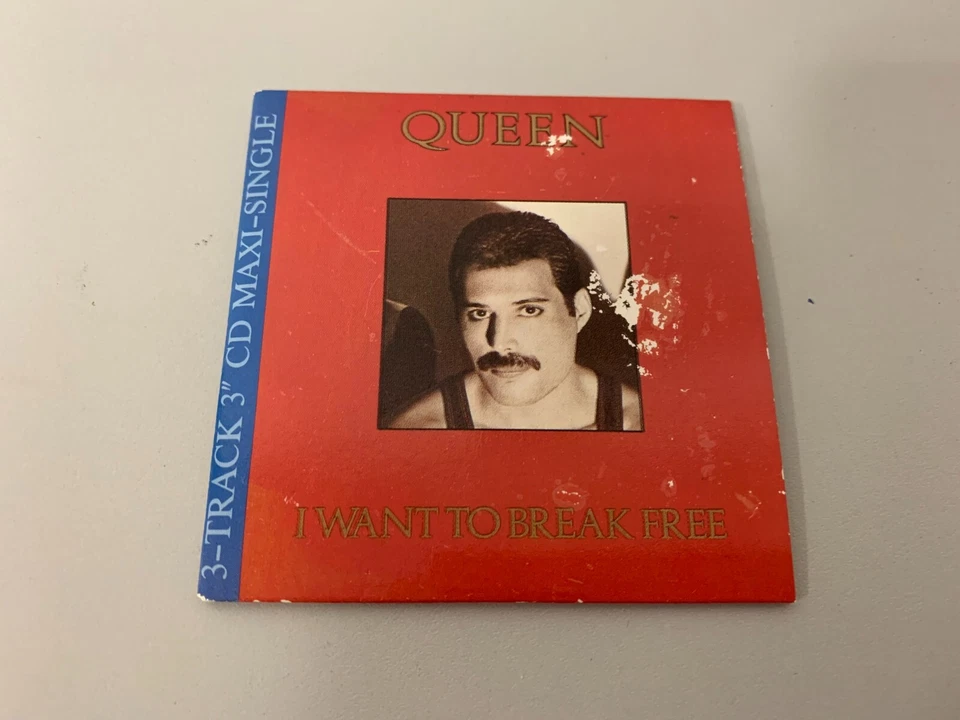 QUEEN
I WANT TO BREAK FREE
3-TRACK 3" CD MAXI-SINGLE